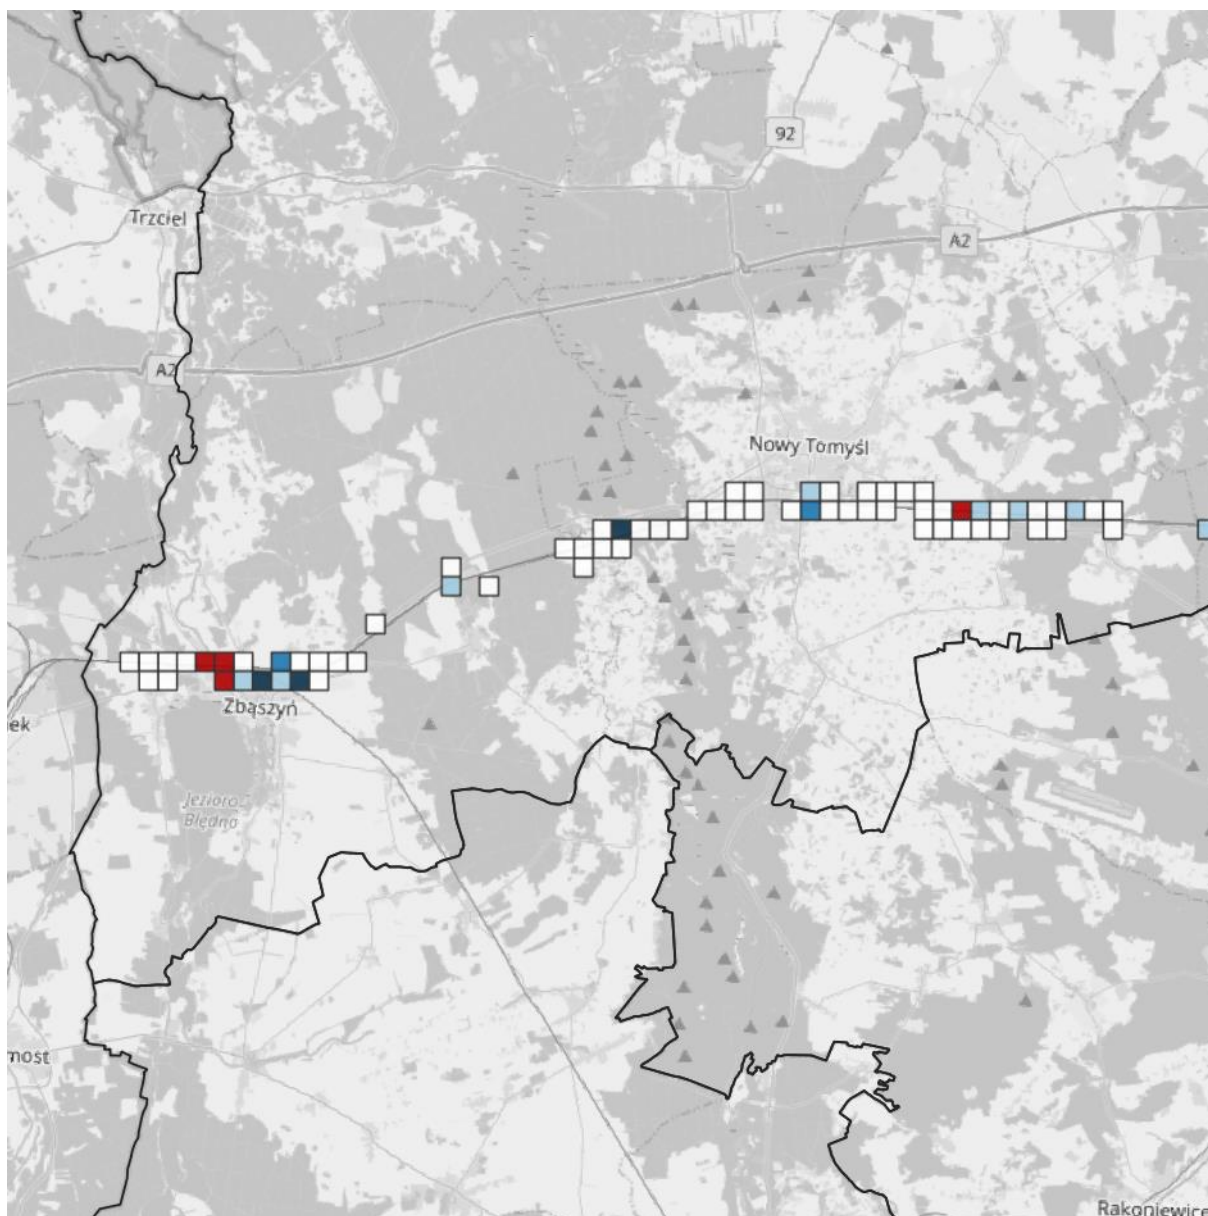 92
Trzciel
A2
A2
Nowy Tomyśl
ek
Zbąszyń
Jezioro
Błędno
most
Rakoniewice